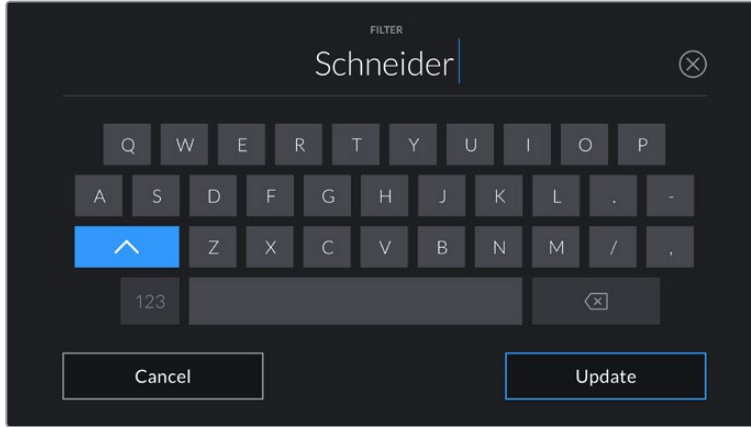 FILTER
Schneider
Q W E R T Y U I O P
A S D F G H J K L . -
Z X C V B N M / ,
123
Cancel Update